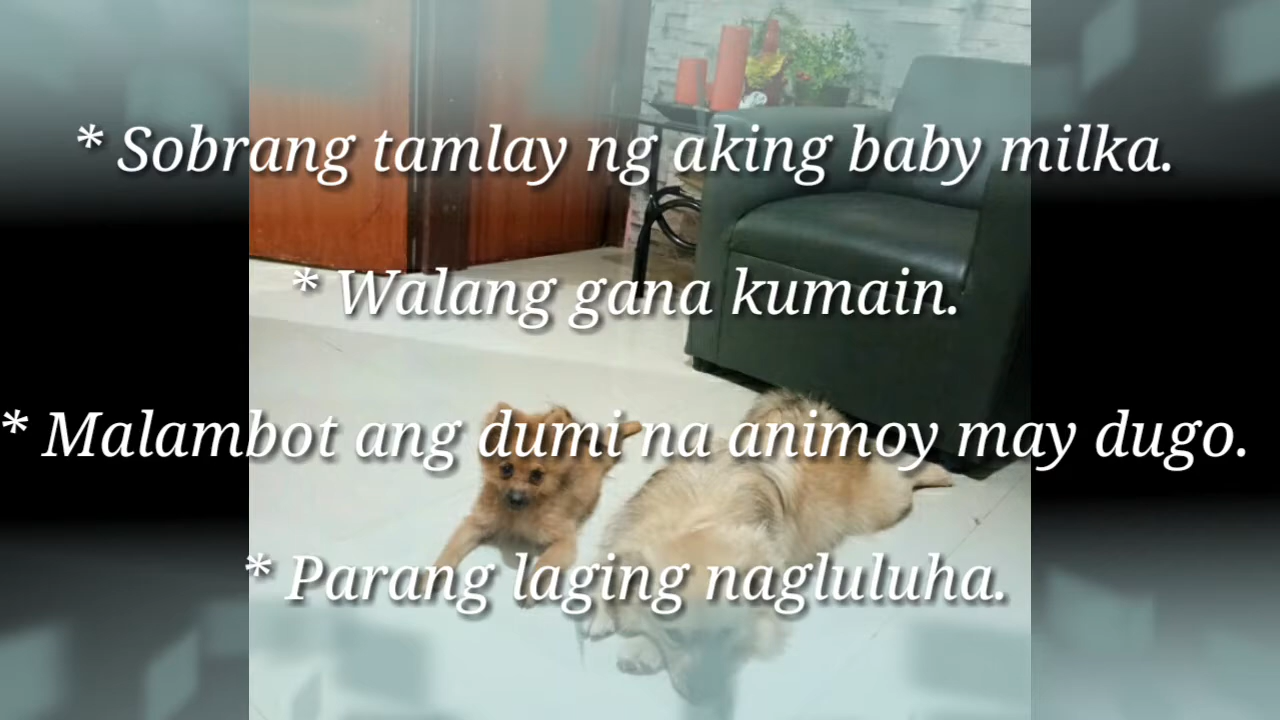 * Sobrang tamlay ng aking baby milka.
* Walang gana kumain.
* Malambot ang dumi na animoy may dugo.
* Parang laging nagluluha.